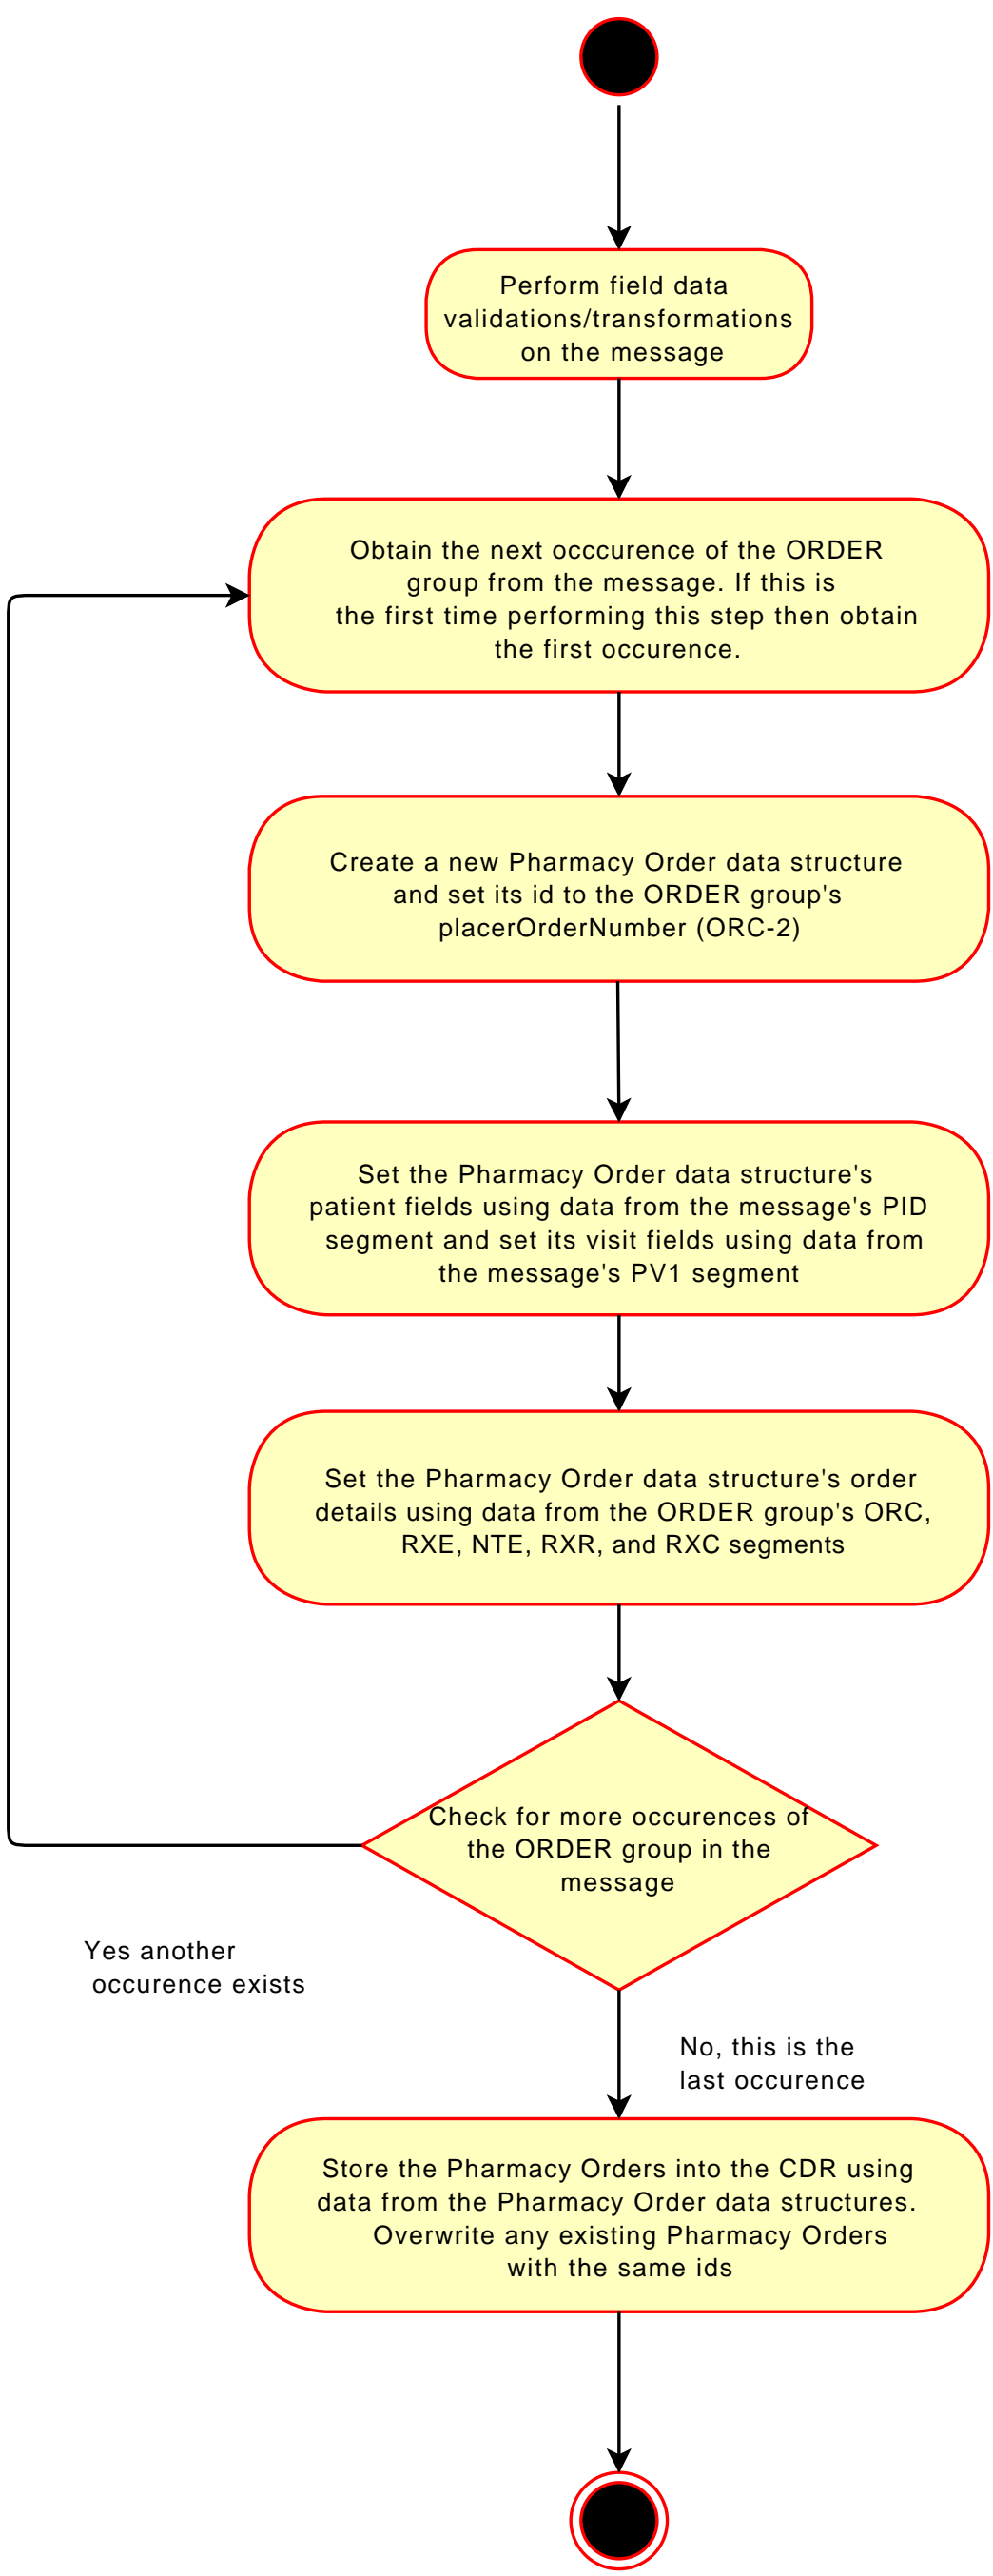 Perform field data
validations/transformations
on the message
Obtain the next occcurence of the ORDER
group from the message. If this is
the first time performing this step then obtain
the first occurence.
Create a new Pharmacy Order data structure
and set its id to the ORDER group's
placerOrderNumber (ORC-2)
Set the Pharmacy Order data structure's
patient fields using data from the message's PID
segment and set its visit fields using data from
the message's PV1 segment
Set the Pharmacy Order data structure's order
details using data from the ORDER group's ORC,
RXE, NTE, RXR, and RXC segments
Check for more occurences of
the ORDER group in the
message
Yes another
occurence exists
No, this is the
last occurence
Store the Pharmacy Orders into the CDR using
data from the Pharmacy Order data structures.
Overwrite any existing Pharmacy Orders
with the same ids